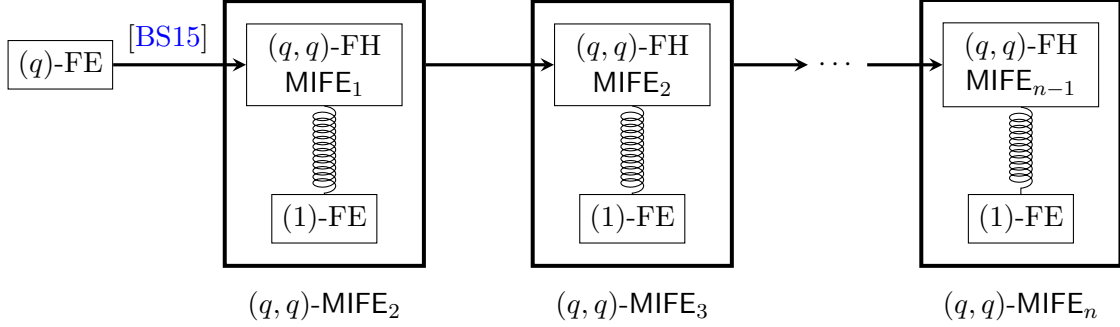 [BS15]
(q)-FE
(q, q)-FH
MIFE₁
(1)-FE
(q, q)-MIFE₂
(q, q)-FH
MIFE₂
(1)-FE
(q, q)-MIFE₃
···
(q, q)-FH
MIFEₙ₋₁
(1)-FE
(q, q)-MIFEₙ